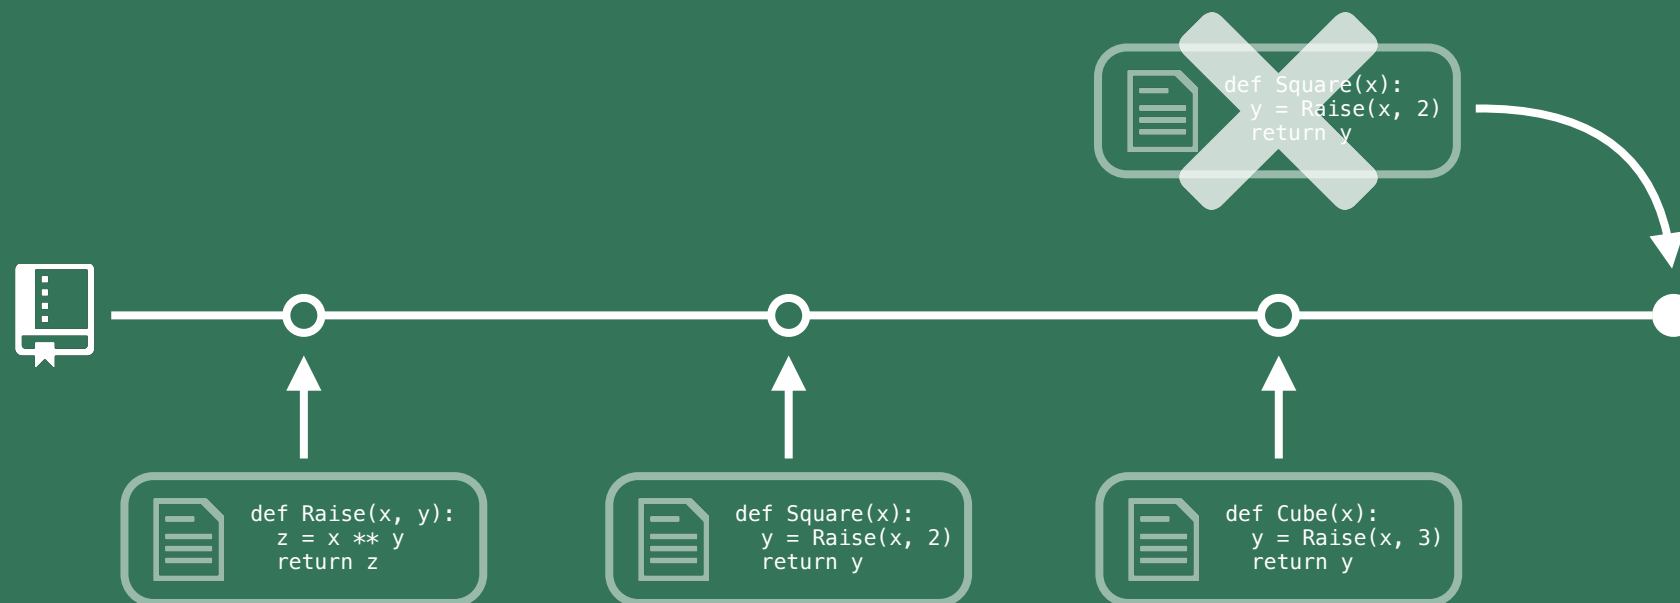 def Square(x):
  y = Raise(x, 2)
  return y
def Raise(x, y):
  z = x ** y
  return z
def Square(x):
  y = Raise(x, 2)
  return y
def Cube(x):
  y = Raise(x, 3)
  return y